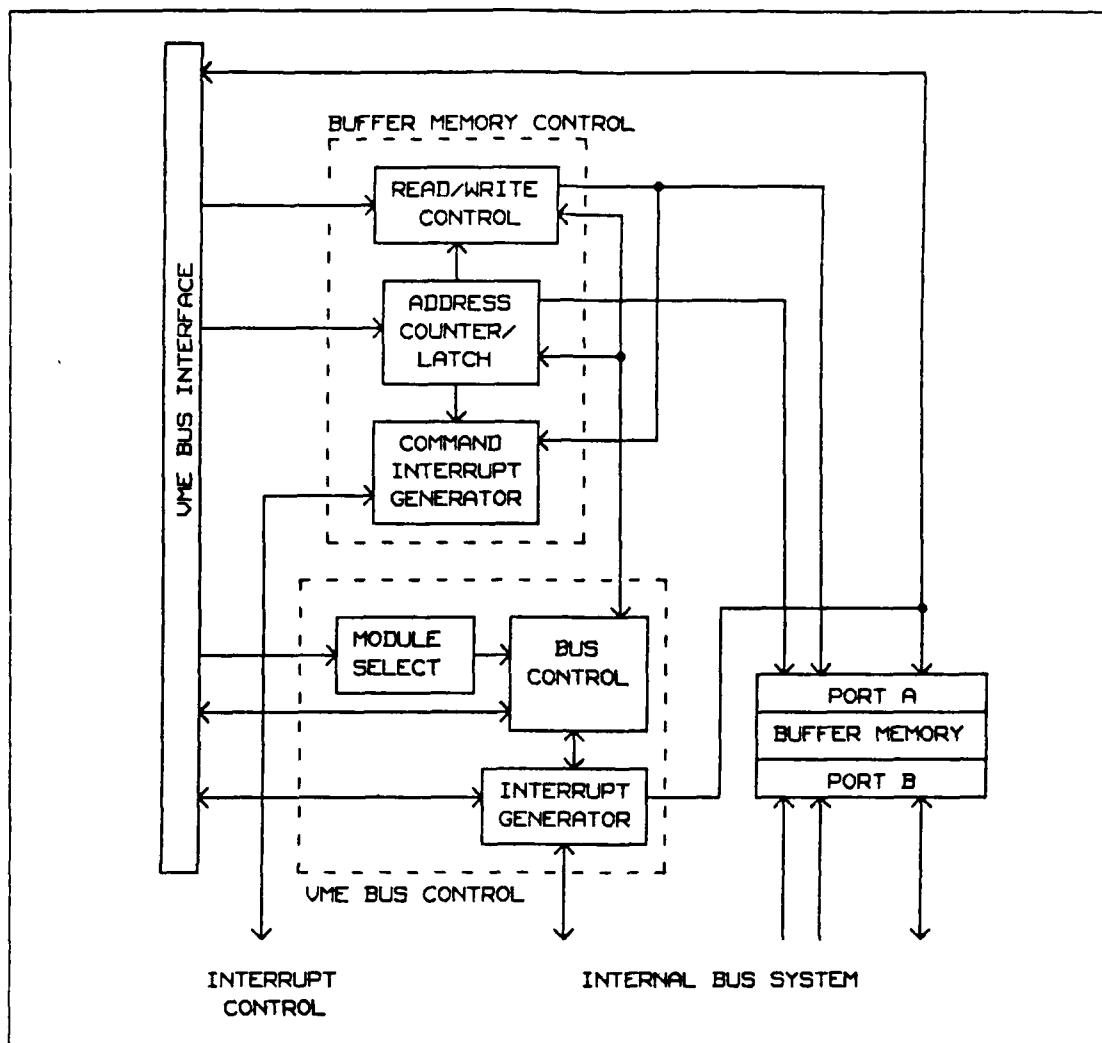 VME BUS INTERFACE
BUFFER MEMORY CONTROL
READ/WRITE
CONTROL
ADDRESS
COUNTER/
LATCH
COMMAND
INTERRUPT
GENERATOR
MODULE
SELECT
BUS
CONTROL
INTERRUPT
GENERATOR
VME BUS CONTROL
PORT A
BUFFER MEMORY
PORT B
INTERRUPT
CONTROL
INTERNAL BUS SYSTEM